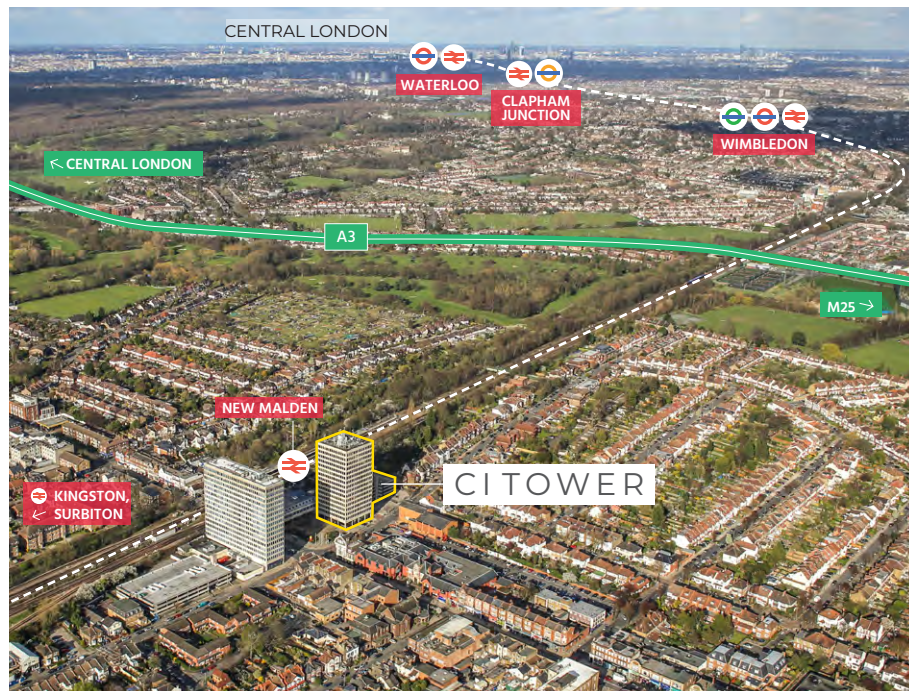 CENTRAL LONDON
WATERLOO
CLAPHAM
JUNCTION
WIMBLEDON
CENTRAL LONDON
A3
M25
NEW MALDEN
CI TOWER
KINGSTON,
SURBITON